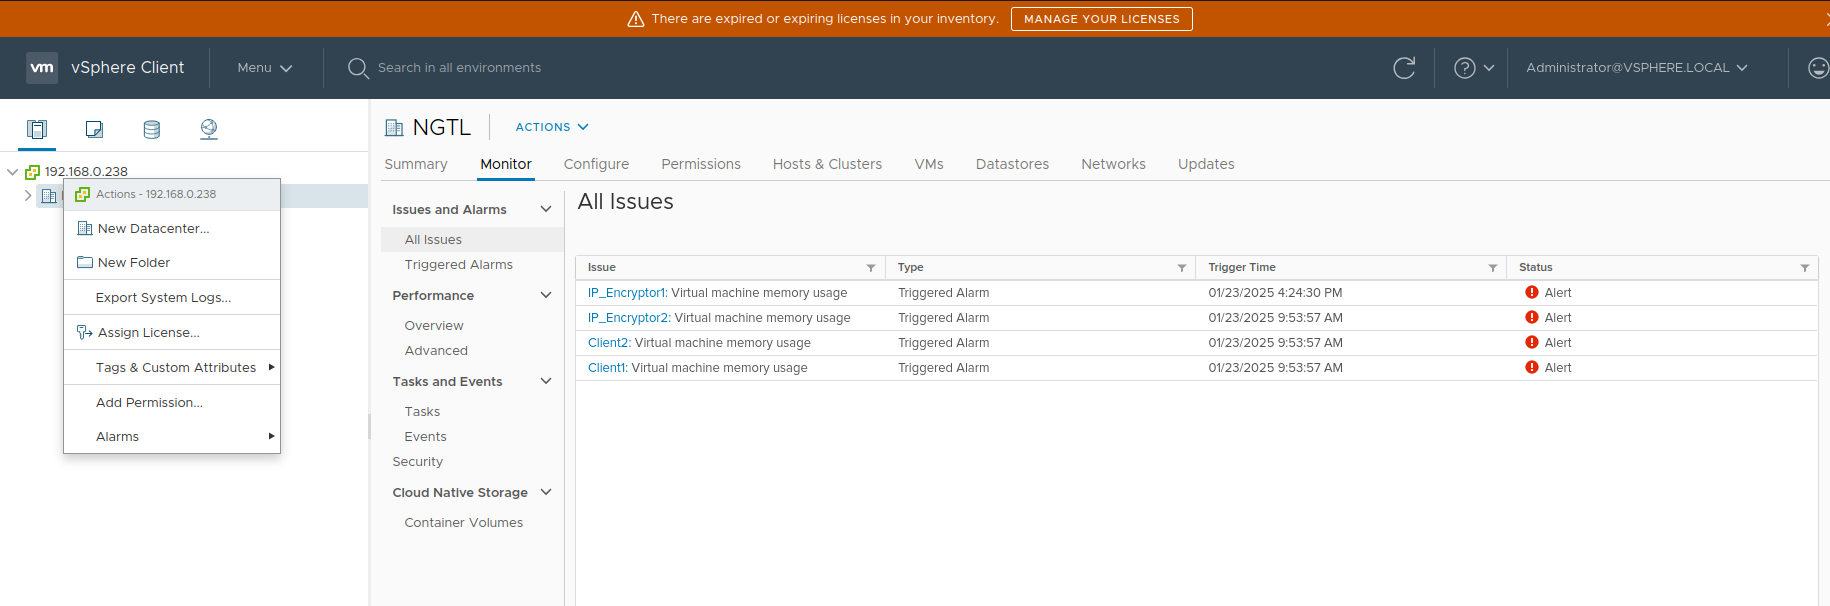 There are expired or expiring licenses in your inventory. MANAGE YOUR LICENSES
vm vSphere Client Menu Search in all environments Administrator@VSPHERE.LOCAL
192.168.0.238
Actions - 192.168.0.238
New Datacenter...
New Folder
Export System Logs...
Assign License...
Tags & Custom Attributes
Add Permission...
Alarms
NGTL ACTIONS
Summary Monitor Configure Permissions Hosts & Clusters VMs Datastores Networks Updates
Issues and Alarms
All Issues
Triggered Alarms
Performance
Overview
Advanced
Tasks and Events
Tasks
Events
Security
Cloud Native Storage
Container Volumes
All Issues
Issue Type Trigger Time Status
IP_Encryptor1: Virtual machine memory usage Triggered Alarm 01/23/2025 4:24:30 PM Alert
IP_Encryptor2: Virtual machine memory usage Triggered Alarm 01/23/2025 9:53:57 AM Alert
Client2: Virtual machine memory usage Triggered Alarm 01/23/2025 9:53:57 AM Alert
Client1: Virtual machine memory usage Triggered Alarm 01/23/2025 9:53:57 AM Alert